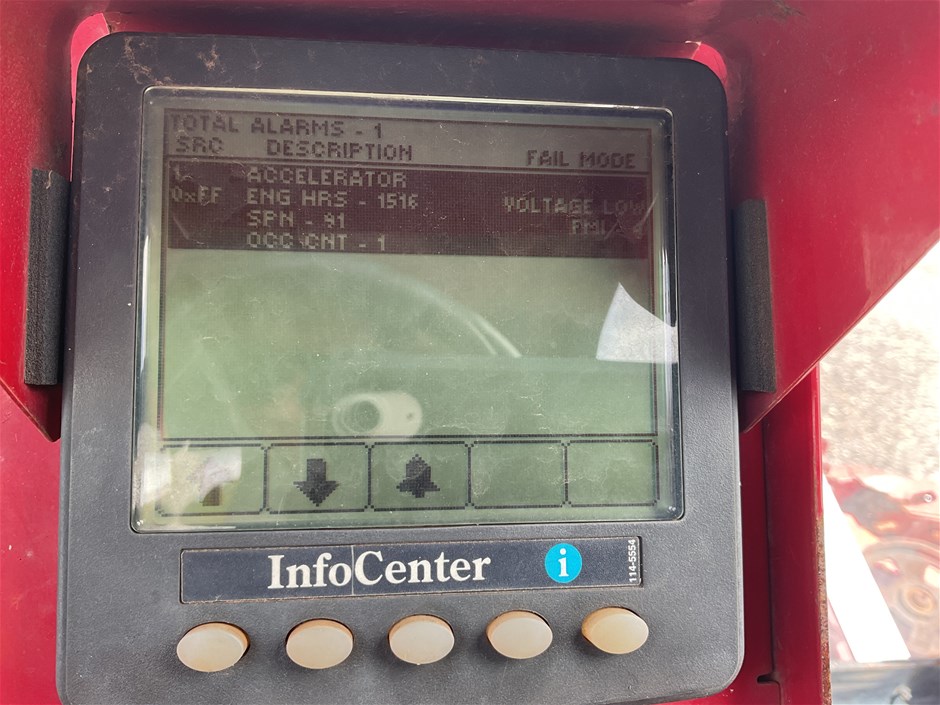 TOTAL ALARMS - 1
SRC DESCRIPTION FAIL MODE
ACCELERATOR
0xFF ENG HRS - 1516 VOLTAGE LOW
SPN - 91
OCC CNT - 1
InfoCenter i
114-5554